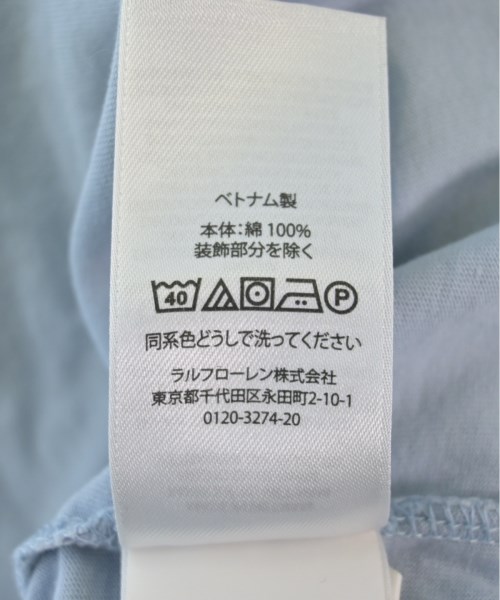 ベトナム製
本体：綿 100%
装飾部分を除く
40 P
同系色どうしで洗ってください
ラルフローレン株式会社
東京都千代田区永田町2-10-1
0120-3274-20